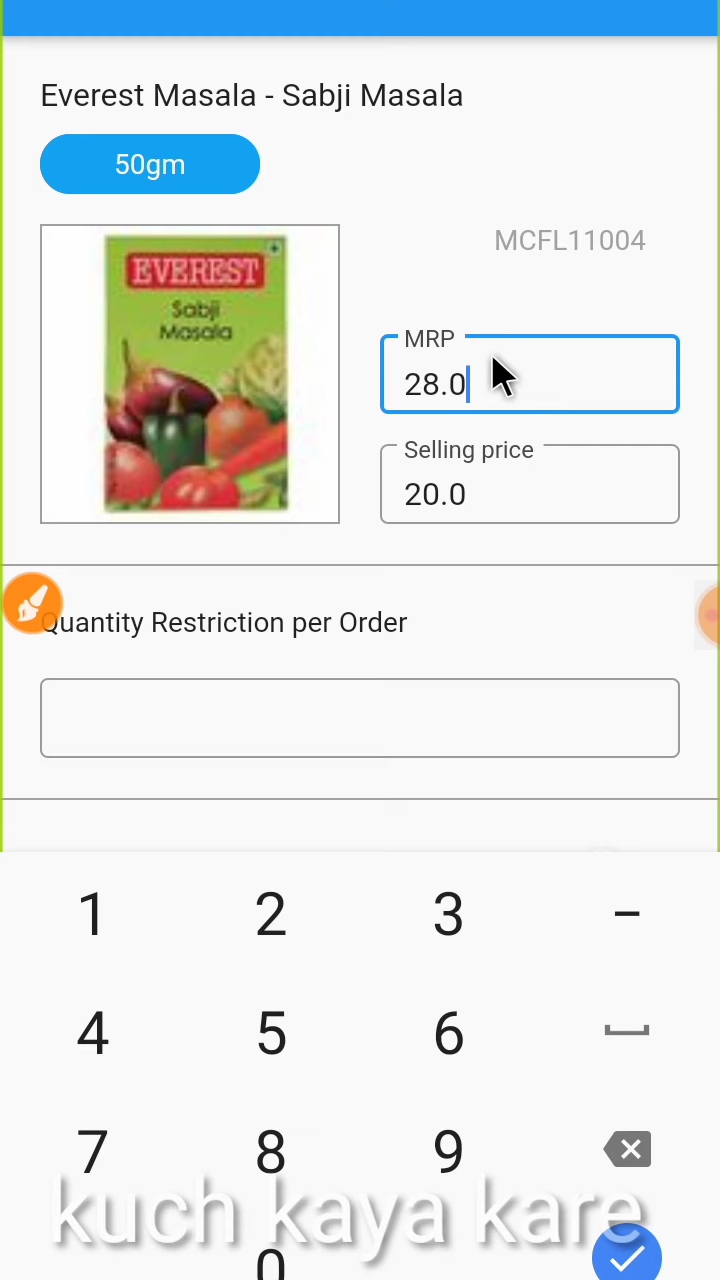 Everest Masala - Sabji Masala
50gm
MCFL11004
EVEREST
Sabji
Masala
MRP
28.0
Selling price
20.0
Quantity Restriction per Order
1 2 3 -
4 5 6
7 8 9
kuch kaya kare
0